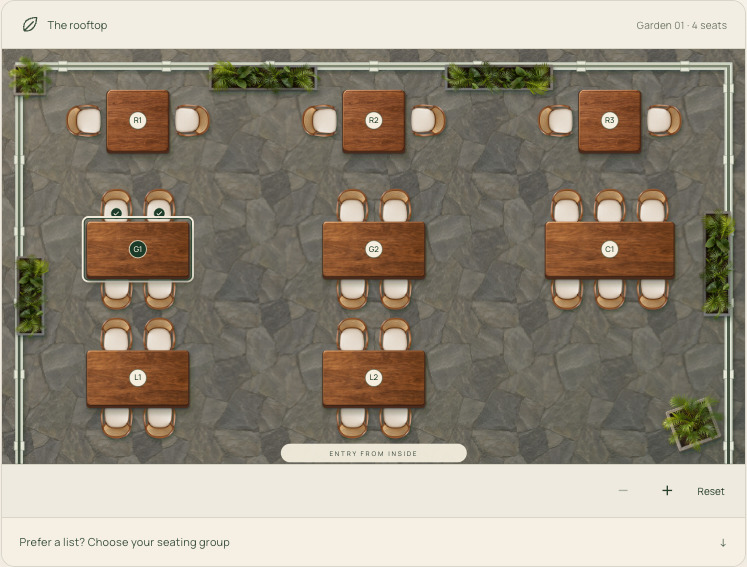 The rooftop
Garden 01 · 4 seats
R1
R2
R3
G1
G2
C1
L1
L2
ENTRY FROM INSIDE
− + Reset
Prefer a list? Choose your seating group ↓